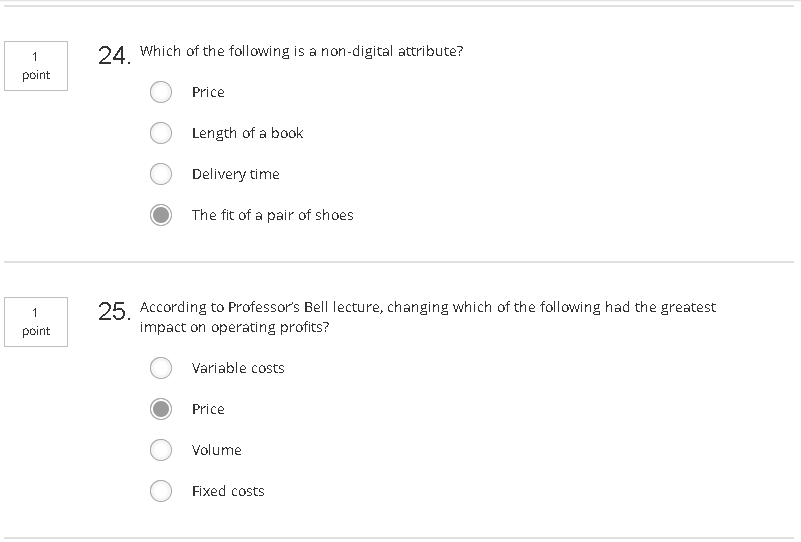 1
point
24. Which of the following is a non-digital attribute?
Price
Length of a book
Delivery time
The fit of a pair of shoes
1
point
25. According to Professor's Bell lecture, changing which of the following had the greatest
impact on operating profits?
Variable costs
Price
Volume
Fixed costs